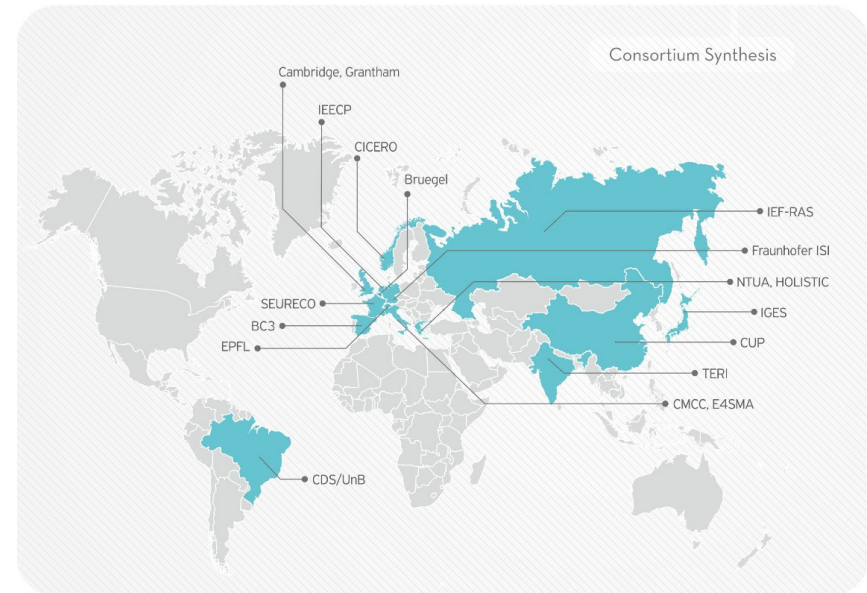 Consortium Synthesis
Cambridge, Grantham
IEECP
CICERO
Bruegel
IEF-RAS
Fraunhofer ISI
NTUA, HOLISTIC
SEURECO
IGES
BC3
CUP
EPFL
TERI
CMCC, E4SMA
CDS/UnB